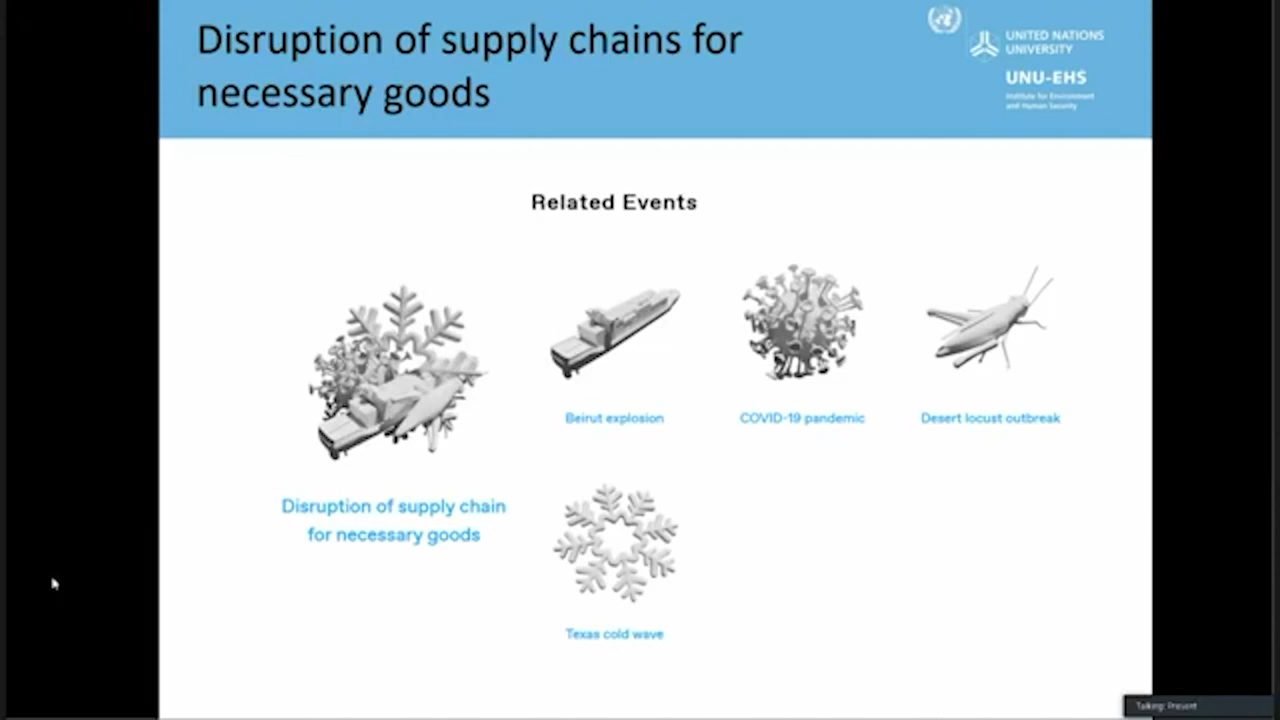 Disruption of supply chains for
necessary goods
UNITED NATIONS
UNIVERSITY
UNU-EHS
Institute for Environment
and Human Security
Related Events
Beirut explosion
COVID-19 pandemic
Desert locust outbreak
Disruption of supply chain
for necessary goods
Texas cold wave
Talking: Present